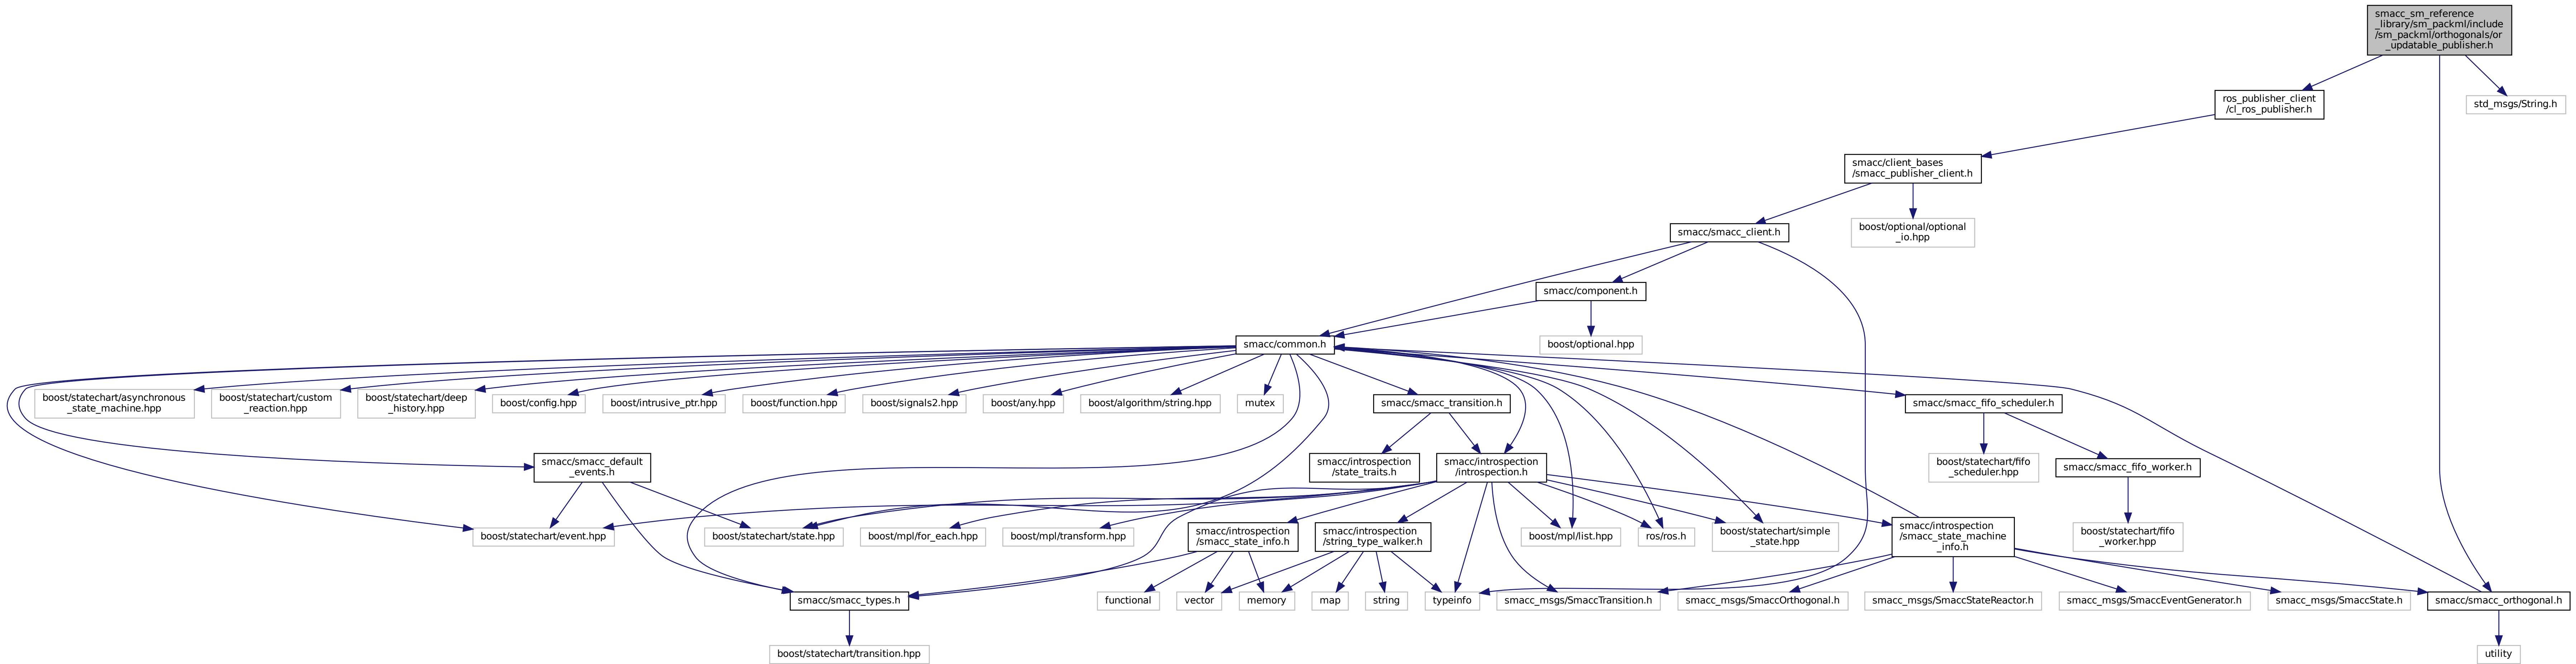 smacc_sm_reference
_library/sm_packml/include
/sm_packml/orthogonals/or
_updatable_publisher.h
ros_publisher_client
/cl_ros_publisher.h
std_msgs/String.h
smacc/client_bases
/smacc_publisher_client.h
smacc/smacc_client.h
boost/optional/optional
_io.hpp
smacc/component.h
smacc/common.h
boost/optional.hpp
boost/statechart/asynchronous
_state_machine.hpp
boost/statechart/custom
_reaction.hpp
boost/statechart/deep
_history.hpp
boost/config.hpp
boost/intrusive_ptr.hpp
boost/function.hpp
boost/signals2.hpp
boost/any.hpp
boost/algorithm/string.hpp
mutex
smacc/smacc_transition.h
smacc/smacc_fifo_scheduler.h
smacc/smacc_default
_events.h
smacc/introspection
/state_traits.h
smacc/introspection
/introspection.h
boost/statechart/fifo
_scheduler.hpp
smacc/smacc_fifo_worker.h
boost/statechart/event.hpp
boost/statechart/state.hpp
boost/mpl/for_each.hpp
boost/mpl/transform.hpp
smacc/introspection
/smacc_state_info.h
smacc/introspection
/string_type_walker.h
boost/mpl/list.hpp
ros/ros.h
boost/statechart/simple
_state.hpp
smacc/introspection
/smacc_state_machine
_info.h
boost/statechart/fifo
_worker.hpp
smacc/smacc_types.h
functional
vector
memory
map
string
typeinfo
smacc_msgs/SmaccTransition.h
smacc_msgs/SmaccOrthogonal.h
smacc_msgs/SmaccStateReactor.h
smacc_msgs/SmaccEventGenerator.h
smacc_msgs/SmaccState.h
smacc/smacc_orthogonal.h
boost/statechart/transition.hpp
utility